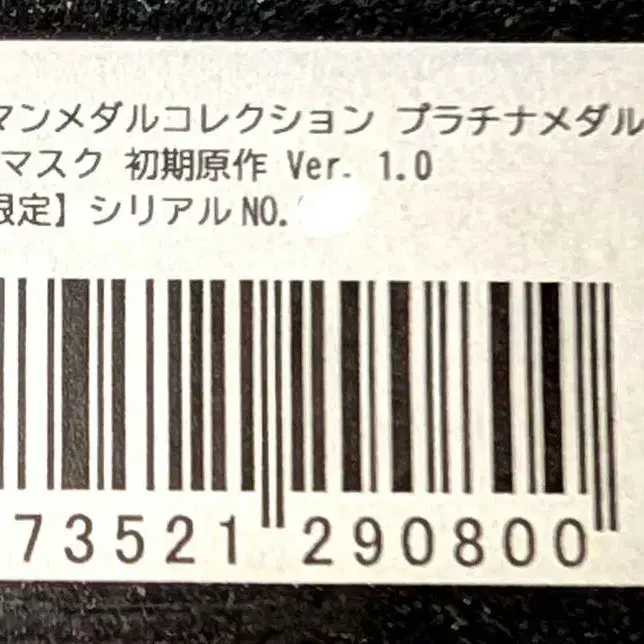 マンメダルコレクション プラチナメダル
マスク 初期原作 Ver. 1.0
限定】シリアルNO.
73521 290800